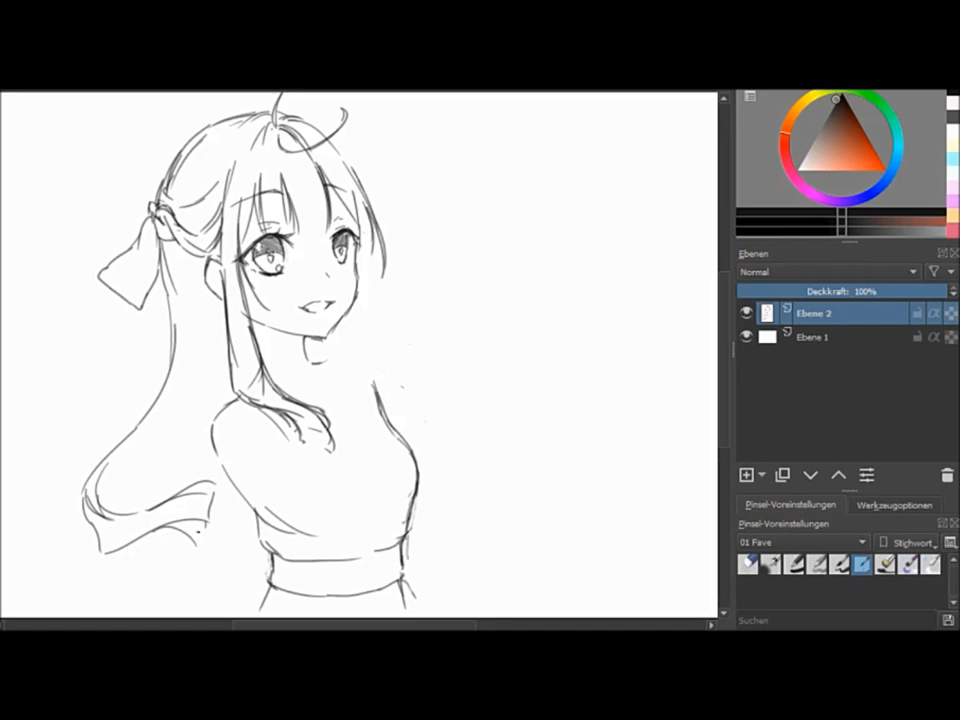 Ebenen
Normal
Deckkraft: 100%
Ebene 2
Ebene 1
Pinsel-Voreinstellungen
Werkzeugoptionen
Pinsel-Voreinstellungen
01 Fave
Stichwort
Suchen